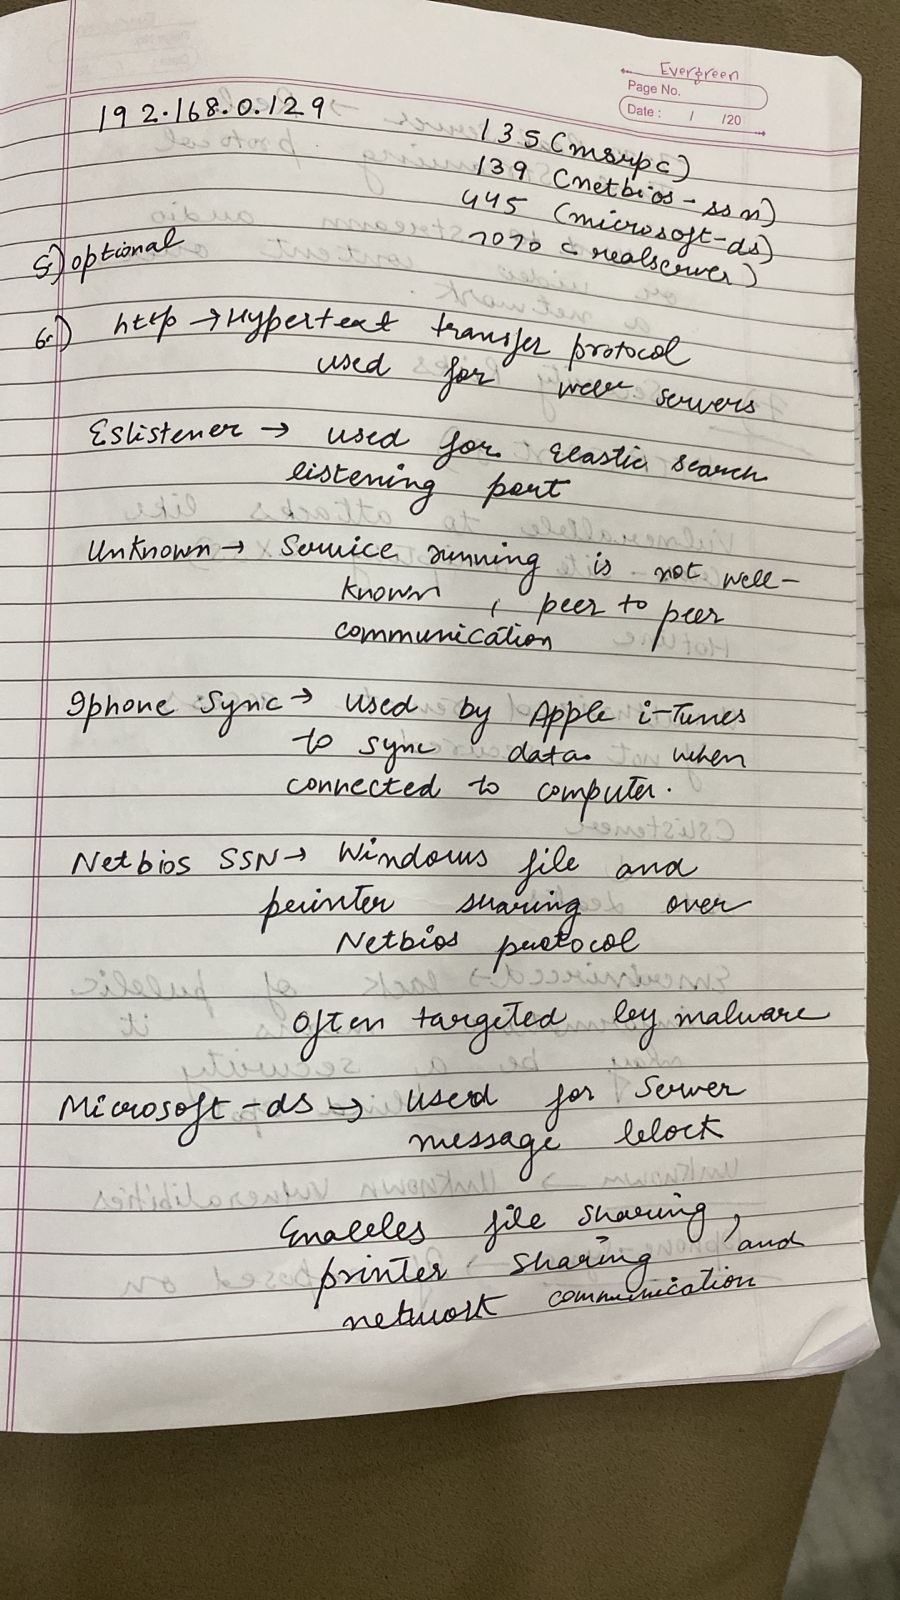 Evergreen
Page No.
Date : / /20
192.168.0.129
135 (msrpc)
139 (netbios-ssn)
445 (microsoft-ds)
7070 (realserver)
5.) optional
6.) http → Hypertext transfer protocol
used for web servers
Eslistener → used for Elastic search
listening port
Unknown → Service running is not well-
known, peer to peer
communication
Iphone Sync → used by Apple i-Tunes
to sync data when
connected to computer.
Netbios SSN → Windows file and
printer sharing over
Netbios protocol
Often targeted by malware
Microsoft-ds → used for Server
message block
Enables file sharing,
printer sharing, and
network communication